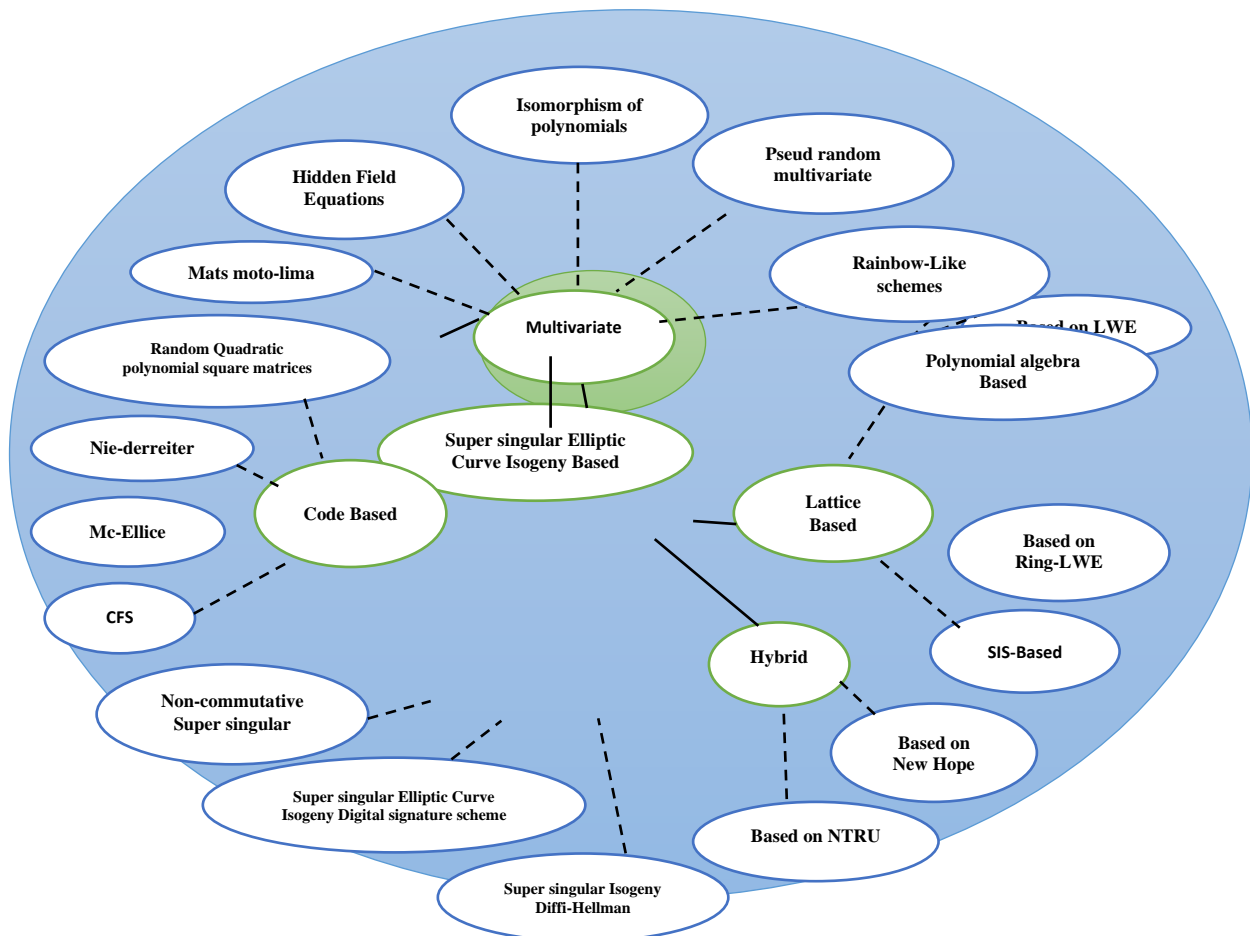 Isomorphism of
polynomials
Pseud random
multivariate
Hidden Field
Equations
Mats moto-lima
Rainbow-Like
schemes
Based on LWE
Multivariate
Random Quadratic
polynomial square matrices
Polynomial algebra
Based
Nie-derreiter
Super singular Elliptic
Curve Isogeny Based
Code Based
Lattice
Based
Mc-Ellice
Based on
Ring-LWE
CFS
Hybrid
SIS-Based
Non-commutative
Super singular
Based on
New Hope
Super singular Elliptic Curve
Isogeny Digital signature scheme
Based on NTRU
Super singular Isogeny
Diffi-Hellman